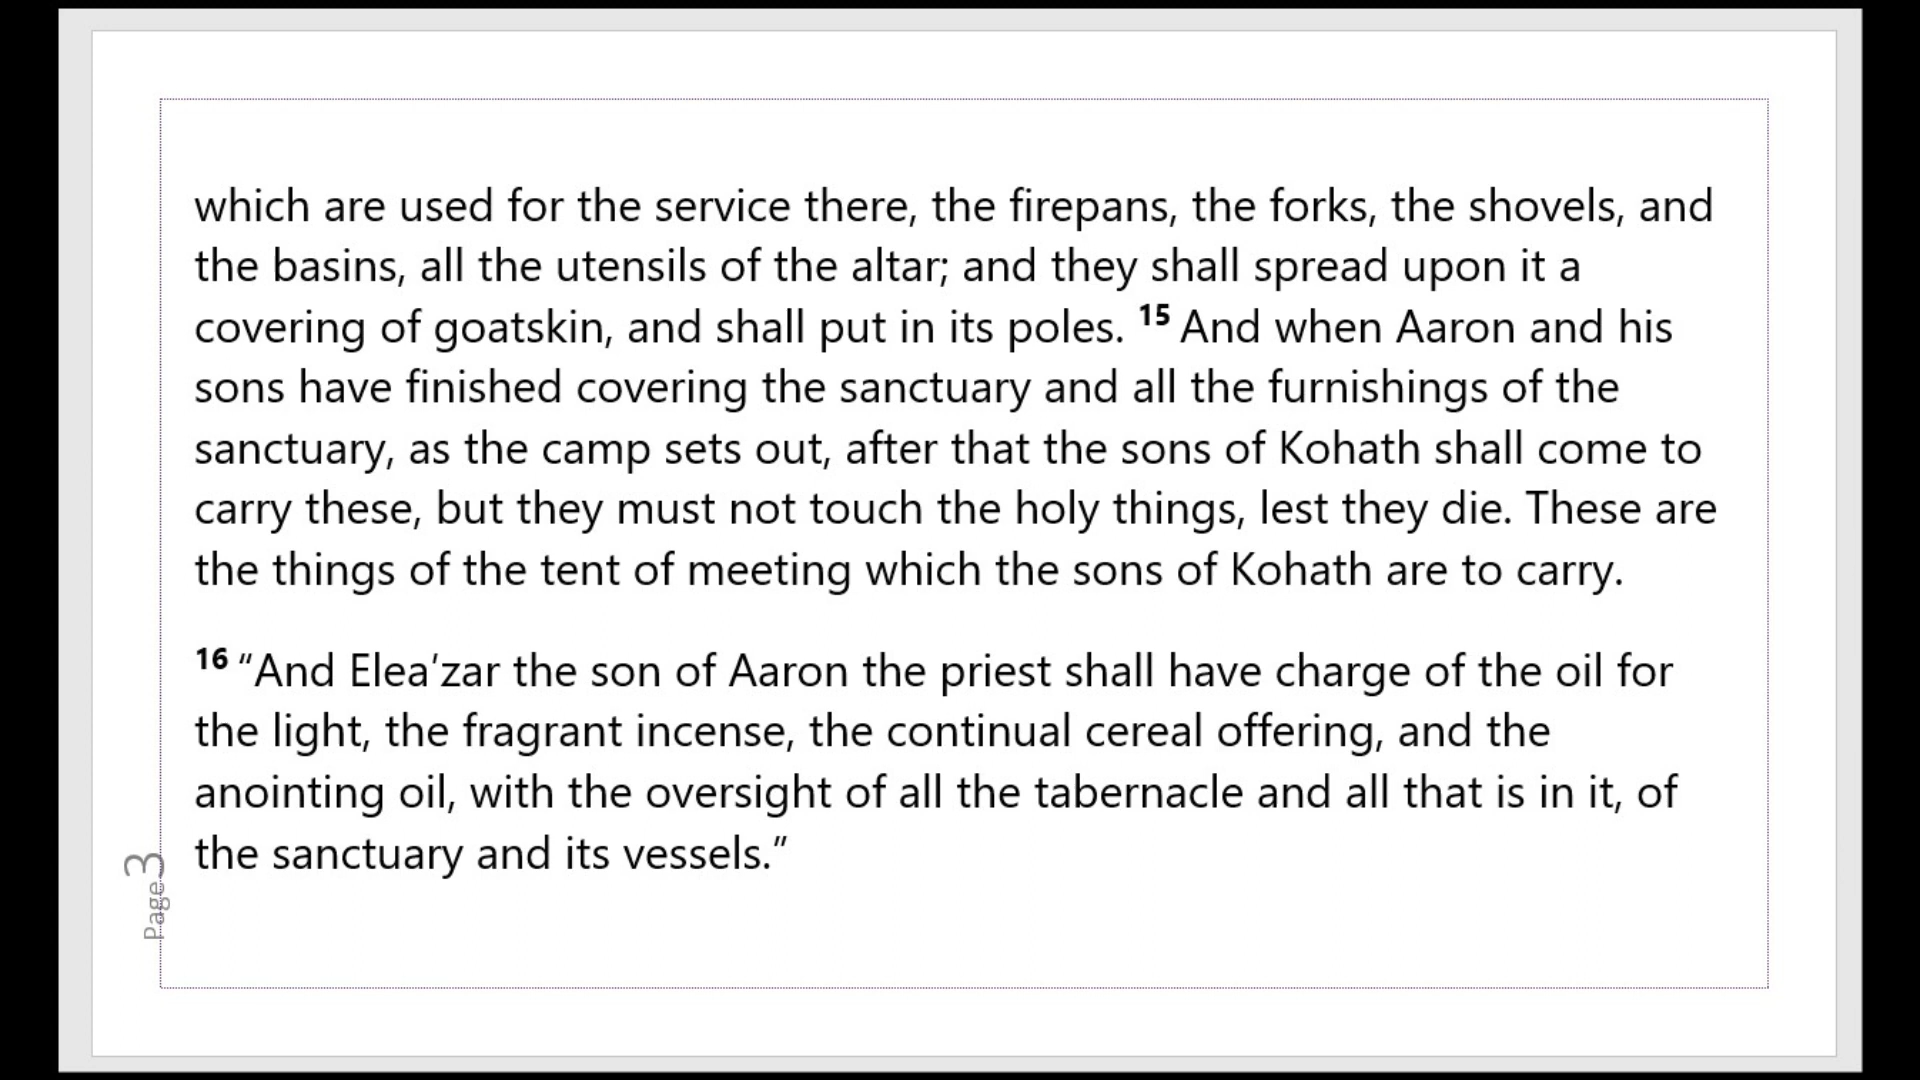 which are used for the service there, the firepans, the forks, the shovels, and
the basins, all the utensils of the altar; and they shall spread upon it a
covering of goatskin, and shall put in its poles. 15 And when Aaron and his
sons have finished covering the sanctuary and all the furnishings of the
sanctuary, as the camp sets out, after that the sons of Kohath shall come to
carry these, but they must not touch the holy things, lest they die. These are
the things of the tent of meeting which the sons of Kohath are to carry.
16 “And Elea′zar the son of Aaron the priest shall have charge of the oil for
the light, the fragrant incense, the continual cereal offering, and the
anointing oil, with the oversight of all the tabernacle and all that is in it, of
the sanctuary and its vessels.”
Page 3